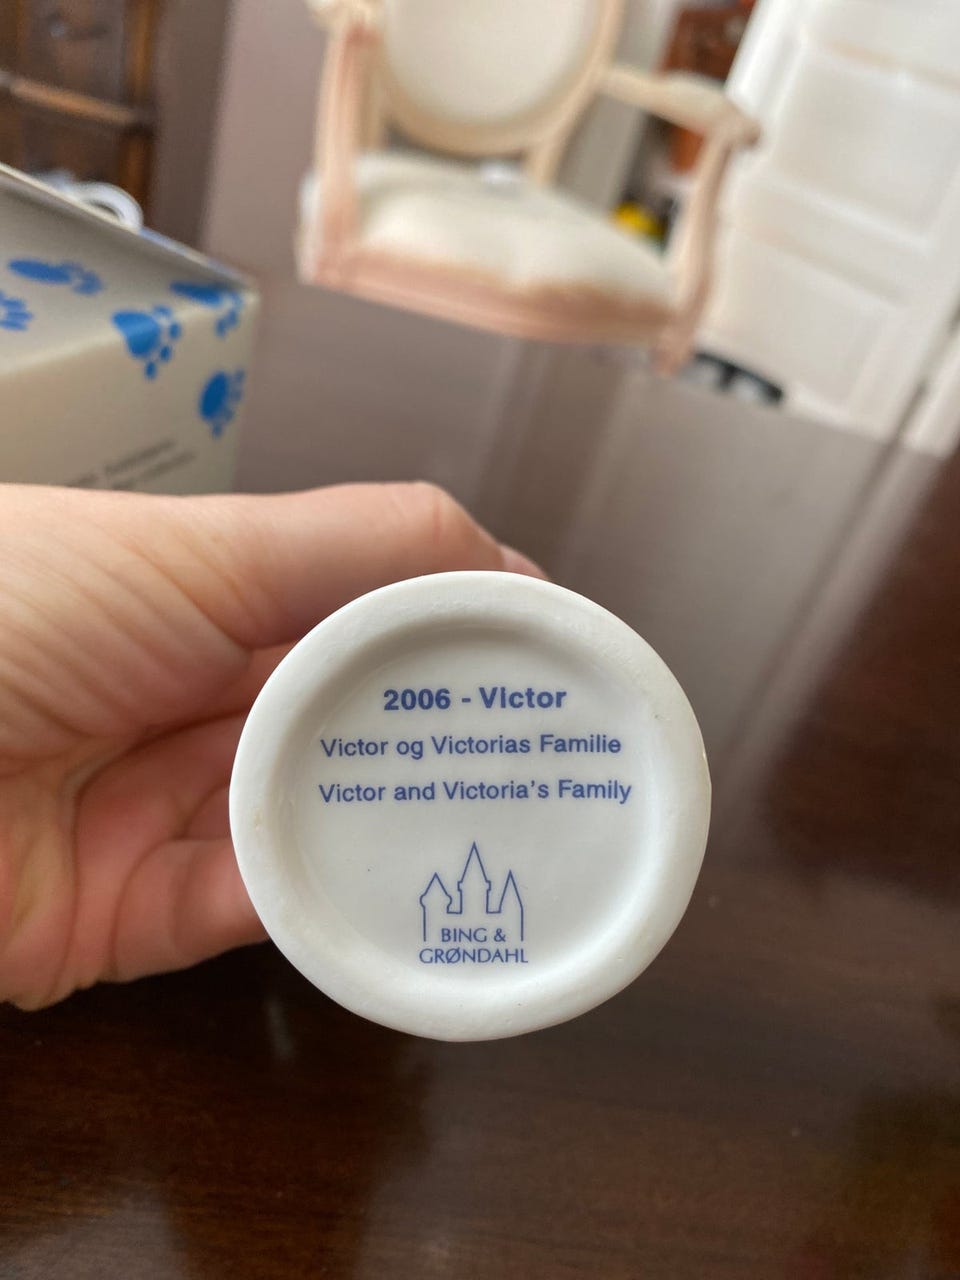 2006 - Victor
Victor og Victorias Familie
Victor and Victoria's Family
BING &
GRØNDAHL